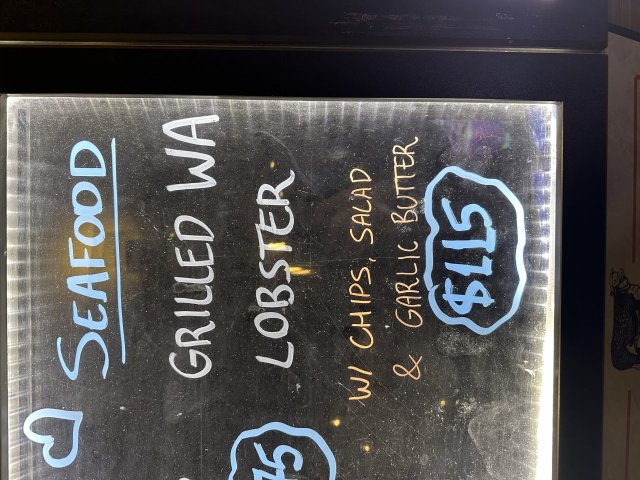 SEAFOOD
GRILLED WA
LOBSTER
W/ CHIPS, SALAD
& GARLIC BUTTER
$115